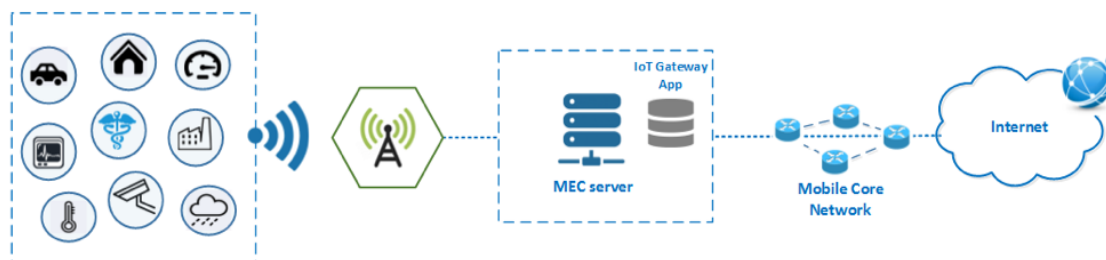 IoT Gateway
App
MEC server
Mobile Core
Network
Internet